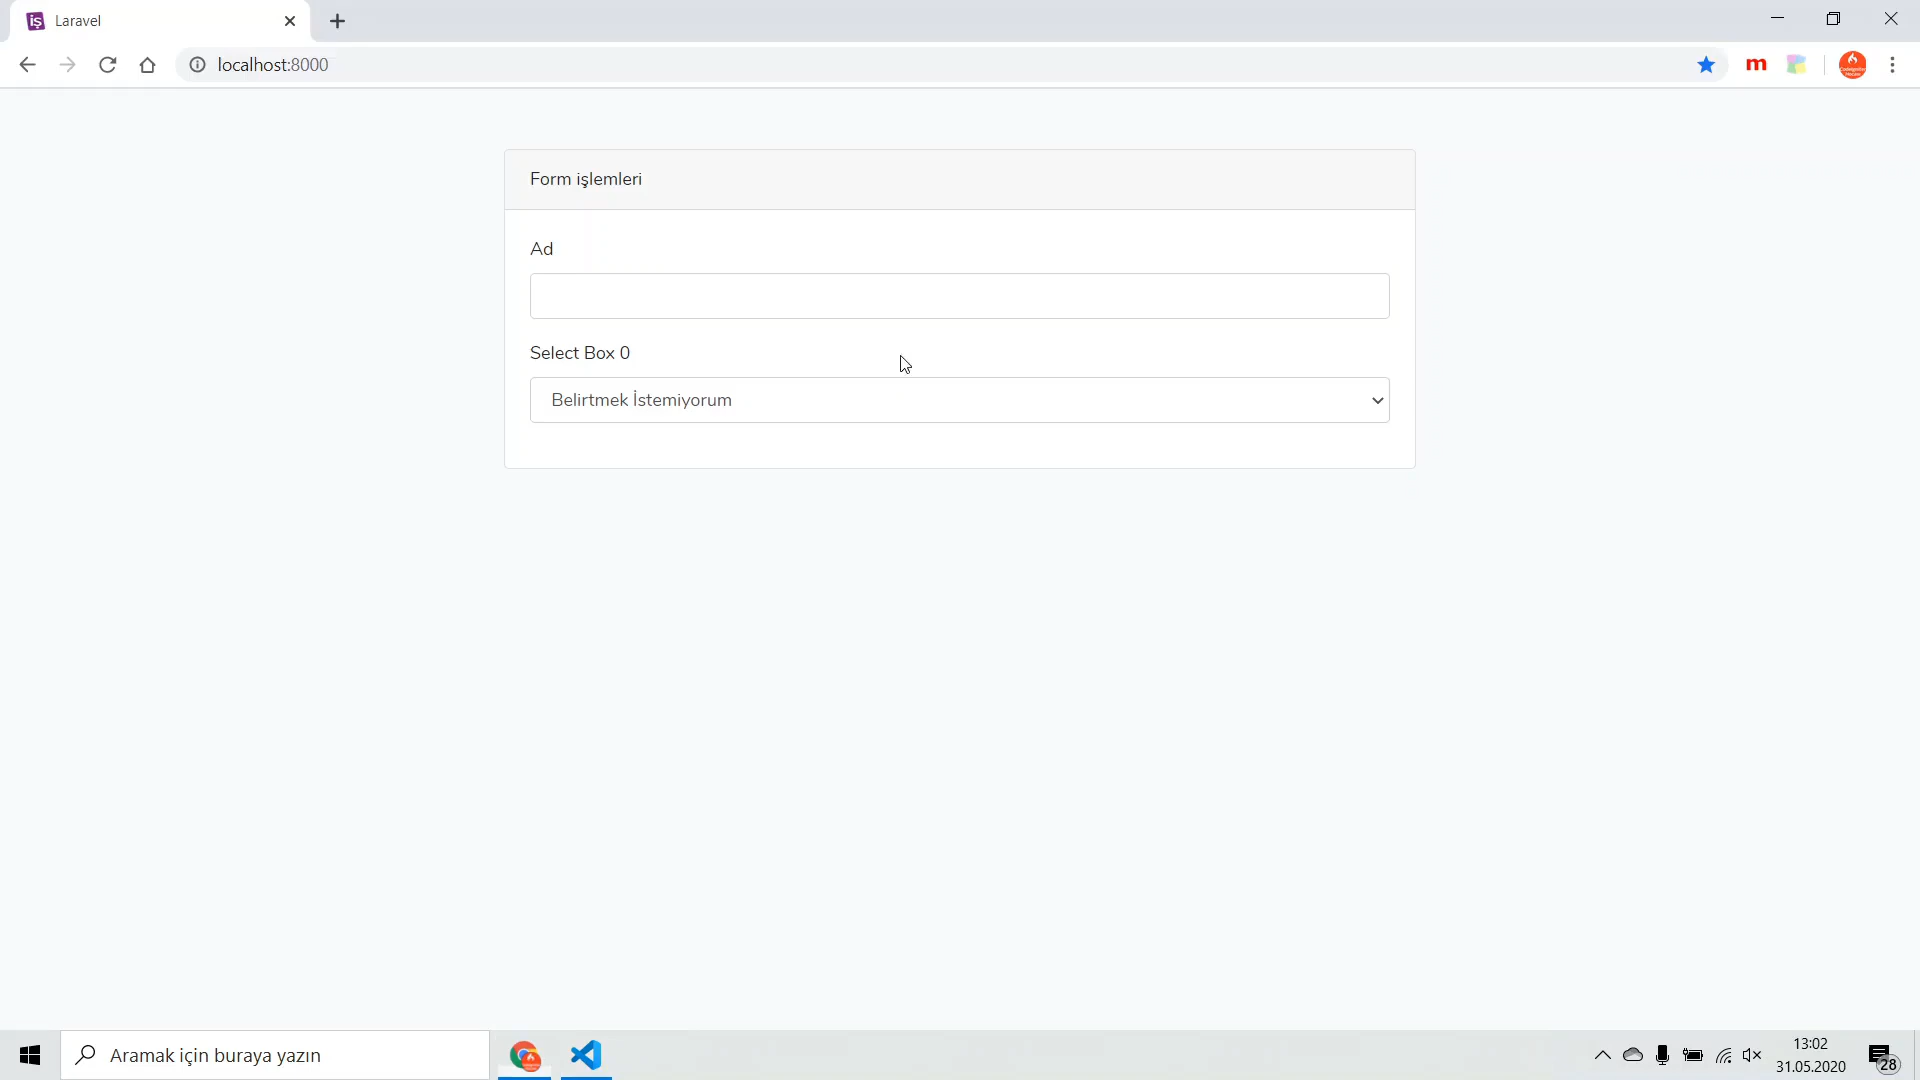 iş Laravel
localhost:8000
m
Form işlemleri
Ad
Select Box 0
Belirtmek İstemiyorum
Aramak için buraya yazın
13:02
31.05.2020
28